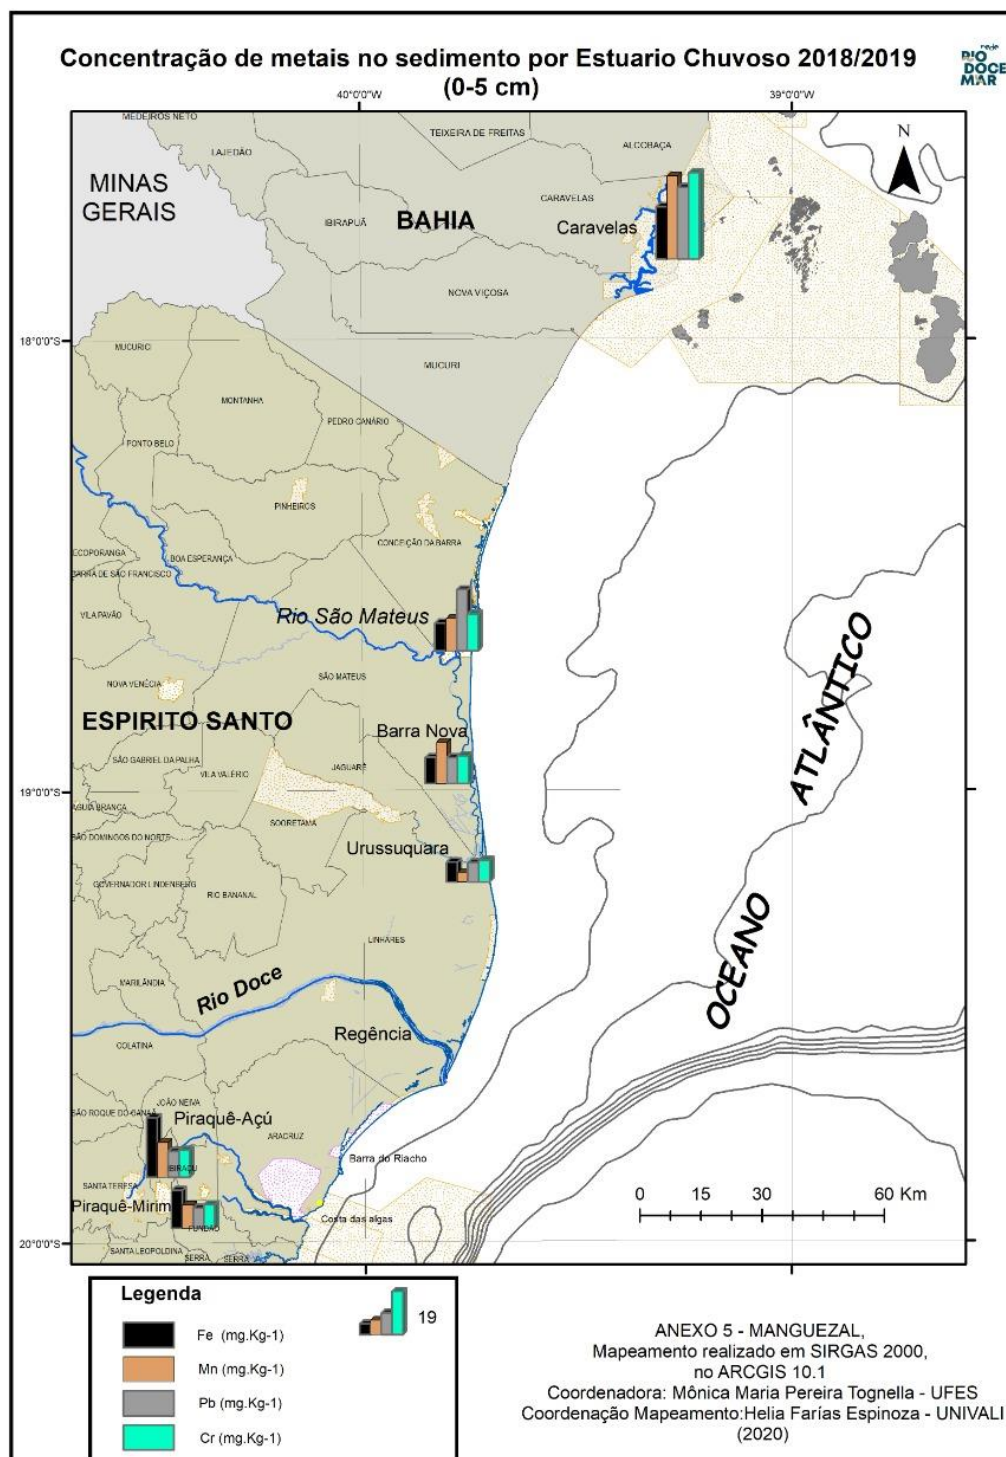 Concentração de metais no sedimento por Estuario Chuvoso 2018/2019
(0-5 cm)
rede
RIO
DOCE
MAR
40°0'0"W
39°0'0"W
N
MEDEIROS NETO
TEIXEIRA DE FREITAS
LAJEDÃO
ALCOBAÇA
MINAS
GERAIS
CARAVELAS
IBIRAPUÃ
BAHIA
Caravelas
NOVA VIÇOSA
18°0'0"S
MUCURICI
MUCURI
MONTANHA
PEDRO CANÁRIO
PONTO BELO
PINHEIROS
CONCEIÇÃO DA BARRA
ECOPORANGA
BOA ESPERANÇA
BARRA DE SÃO FRANCISCO
VILA PAVÃO
Rio São Mateus
SÃO MATEUS
NOVA VENÉCIA
ESPIRITO SANTO
Barra Nova
SÃO GABRIEL DA PALHA
VILA VALÉRIO
JAGUARÉ
19°0'0"S
AGUIA BRANCA
SOORETAMA
SÃO DOMINGOS DO NORTE
Urussuquara
GOVERNADOR LINDENBERG
RIO BANANAL
LINHARES
MARILÂNDIA
Rio Doce
Regência
COLATINA
OCEANO
ATLÂNTICO
JOÃO NEIVA
SÃO ROQUE DO CANAÃ
Piraquê-Açú
ARACRUZ
IBIRAÇU
Barra do Riacho
SANTA TERESA
Piraquê-Mirim
Costa das algas
FUNDÃO
SANTA LEOPOLDINA
SERRA
SERRA
20°0'0"S
0 15 30 60 Km
Legenda
19
Fe (mg.Kg-1)
Mn (mg.Kg-1)
Pb (mg.Kg-1)
Cr (mg.Kg-1)
ANEXO 5 - MANGUEZAL,
Mapeamento realizado em SIRGAS 2000,
no ARCGIS 10.1
Coordenadora: Mônica Maria Pereira Tognella - UFES
Coordenação Mapeamento:Helia Farías Espinoza - UNIVALI
(2020)